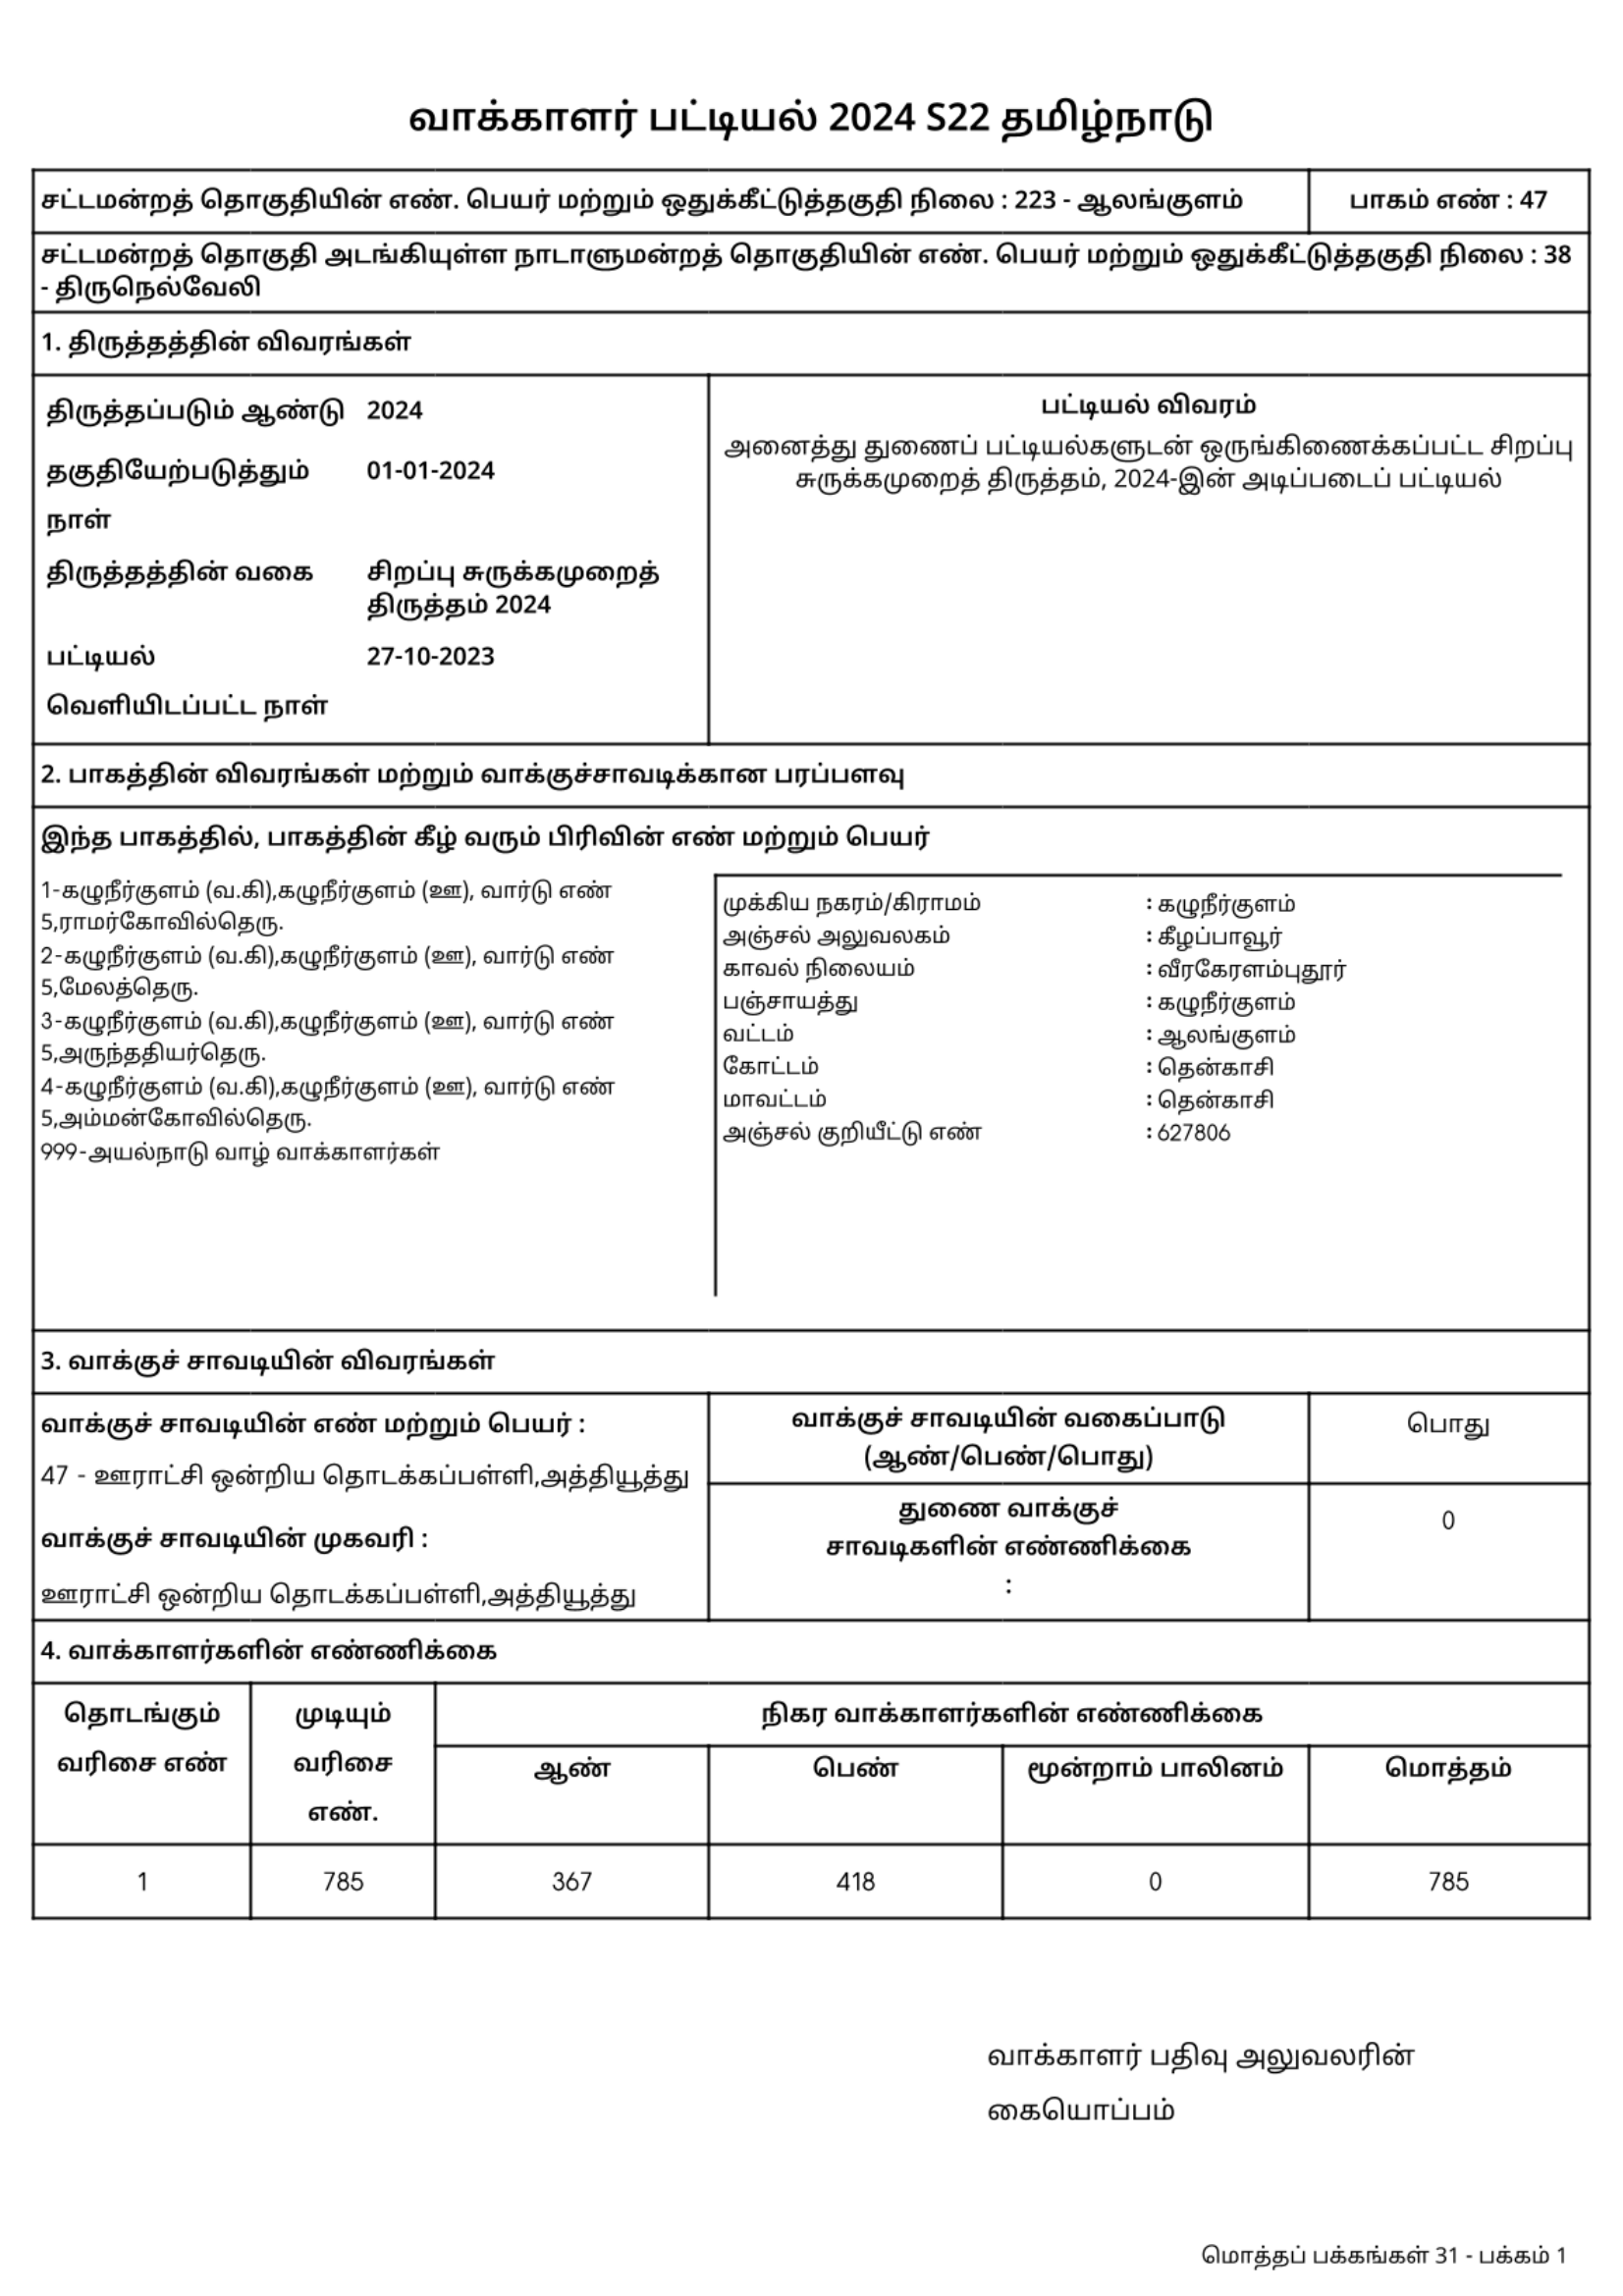 வாக்காளர் பட்டியல் 2024 S22 தமிழ்நாடு
சட்டமன்றத் தொகுதியின் எண். பெயர் மற்றும் ஒதுக்கீட்டுத்தகுதி நிலை : 223 - ஆலங்குளம்
பாகம் எண் : 47
சட்டமன்றத் தொகுதி அடங்கியுள்ள நாடாளுமன்றத் தொகுதியின் எண். பெயர் மற்றும் ஒதுக்கீட்டுத்தகுதி நிலை : 38
- திருநெல்வேலி
1. திருத்தத்தின் விவரங்கள்
திருத்தப்படும் ஆண்டு 2024
தகுதியேற்படுத்தும் 01-01-2024
நாள்
திருத்தத்தின் வகை சிறப்பு சுருக்கமுறைத்
திருத்தம் 2024
பட்டியல் 27-10-2023
வெளியிடப்பட்ட நாள்
பட்டியல் விவரம்
அனைத்து துணைப் பட்டியல்களுடன் ஒருங்கிணைக்கப்பட்ட சிறப்பு
சுருக்கமுறைத் திருத்தம், 2024-இன் அடிப்படைப் பட்டியல்
2. பாகத்தின் விவரங்கள் மற்றும் வாக்குச்சாவடிக்கான பரப்பளவு
இந்த பாகத்தில், பாகத்தின் கீழ் வரும் பிரிவின் எண் மற்றும் பெயர்
1-கழுநீர்குளம் (வ.கி),கழுநீர்குளம் (ஊ), வார்டு எண்
5,ராமர்கோவில்தெரு.
2-கழுநீர்குளம் (வ.கி),கழுநீர்குளம் (ஊ), வார்டு எண்
5,மேலத்தெரு.
3-கழுநீர்குளம் (வ.கி),கழுநீர்குளம் (ஊ), வார்டு எண்
5,அருந்ததியர்தெரு.
4-கழுநீர்குளம் (வ.கி),கழுநீர்குளம் (ஊ), வார்டு எண்
5,அம்மன்கோவில்தெரு.
999-அயல்நாடு வாழ் வாக்காளர்கள்
முக்கிய நகரம்/கிராமம் : கழுநீர்குளம்
அஞ்சல் அலுவலகம் : கீழப்பாவூர்
காவல் நிலையம் : வீரகேரளம்புதூர்
பஞ்சாயத்து : கழுநீர்குளம்
வட்டம் : ஆலங்குளம்
கோட்டம் : தென்காசி
மாவட்டம் : தென்காசி
அஞ்சல் குறியீட்டு எண் : 627806
3. வாக்குச் சாவடியின் விவரங்கள்
வாக்குச் சாவடியின் எண் மற்றும் பெயர் :
47 - ஊராட்சி ஒன்றிய தொடக்கப்பள்ளி,அத்தியூத்து
வாக்குச் சாவடியின் முகவரி :
ஊராட்சி ஒன்றிய தொடக்கப்பள்ளி,அத்தியூத்து
வாக்குச் சாவடியின் வகைப்பாடு
(ஆண்/பெண்/பொது)
பொது
துணை வாக்குச்
சாவடிகளின் எண்ணிக்கை
:
0
4. வாக்காளர்களின் எண்ணிக்கை
தொடங்கும்
வரிசை எண்
முடியும்
வரிசை
எண்.
நிகர வாக்காளர்களின் எண்ணிக்கை
ஆண் பெண் மூன்றாம் பாலினம் மொத்தம்
1 785 367 418 0 785
வாக்காளர் பதிவு அலுவலரின்
கையொப்பம்
மொத்தப் பக்கங்கள் 31 - பக்கம் 1